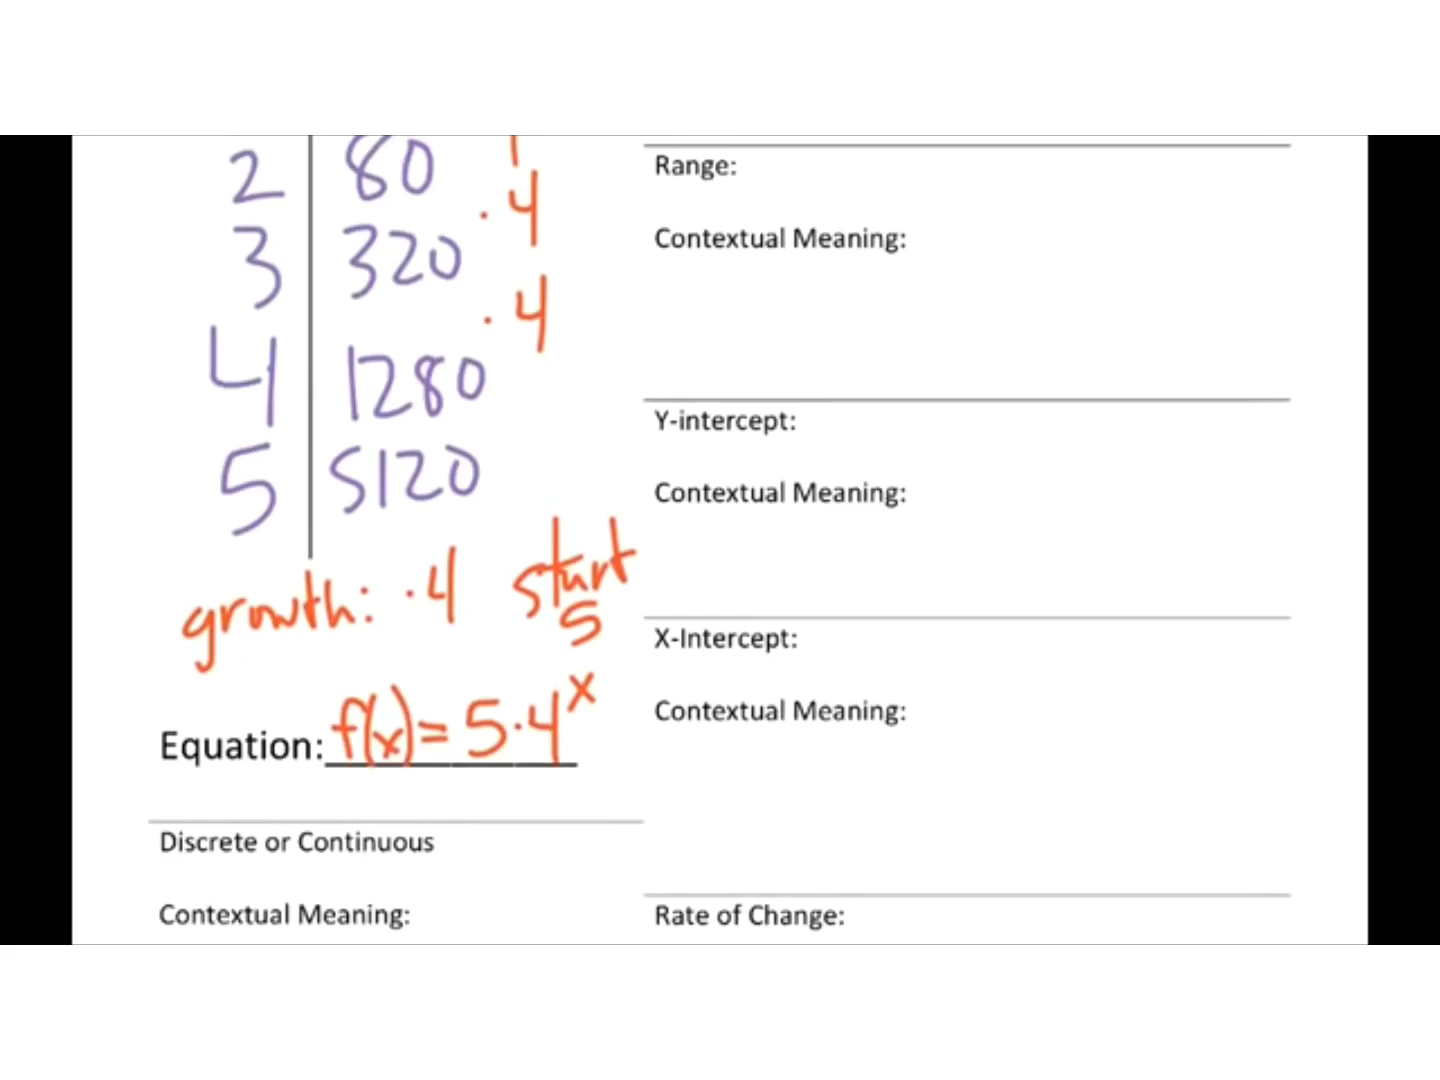 2 80
· 4
3 320
· 4
4 1280
5 5120
growth: · 4 start
5
Equation: f(x) = 5 · 4^x
Discrete or Continuous
Contextual Meaning:
Range:
Contextual Meaning:
Y-intercept:
Contextual Meaning:
X-Intercept:
Contextual Meaning:
Rate of Change: